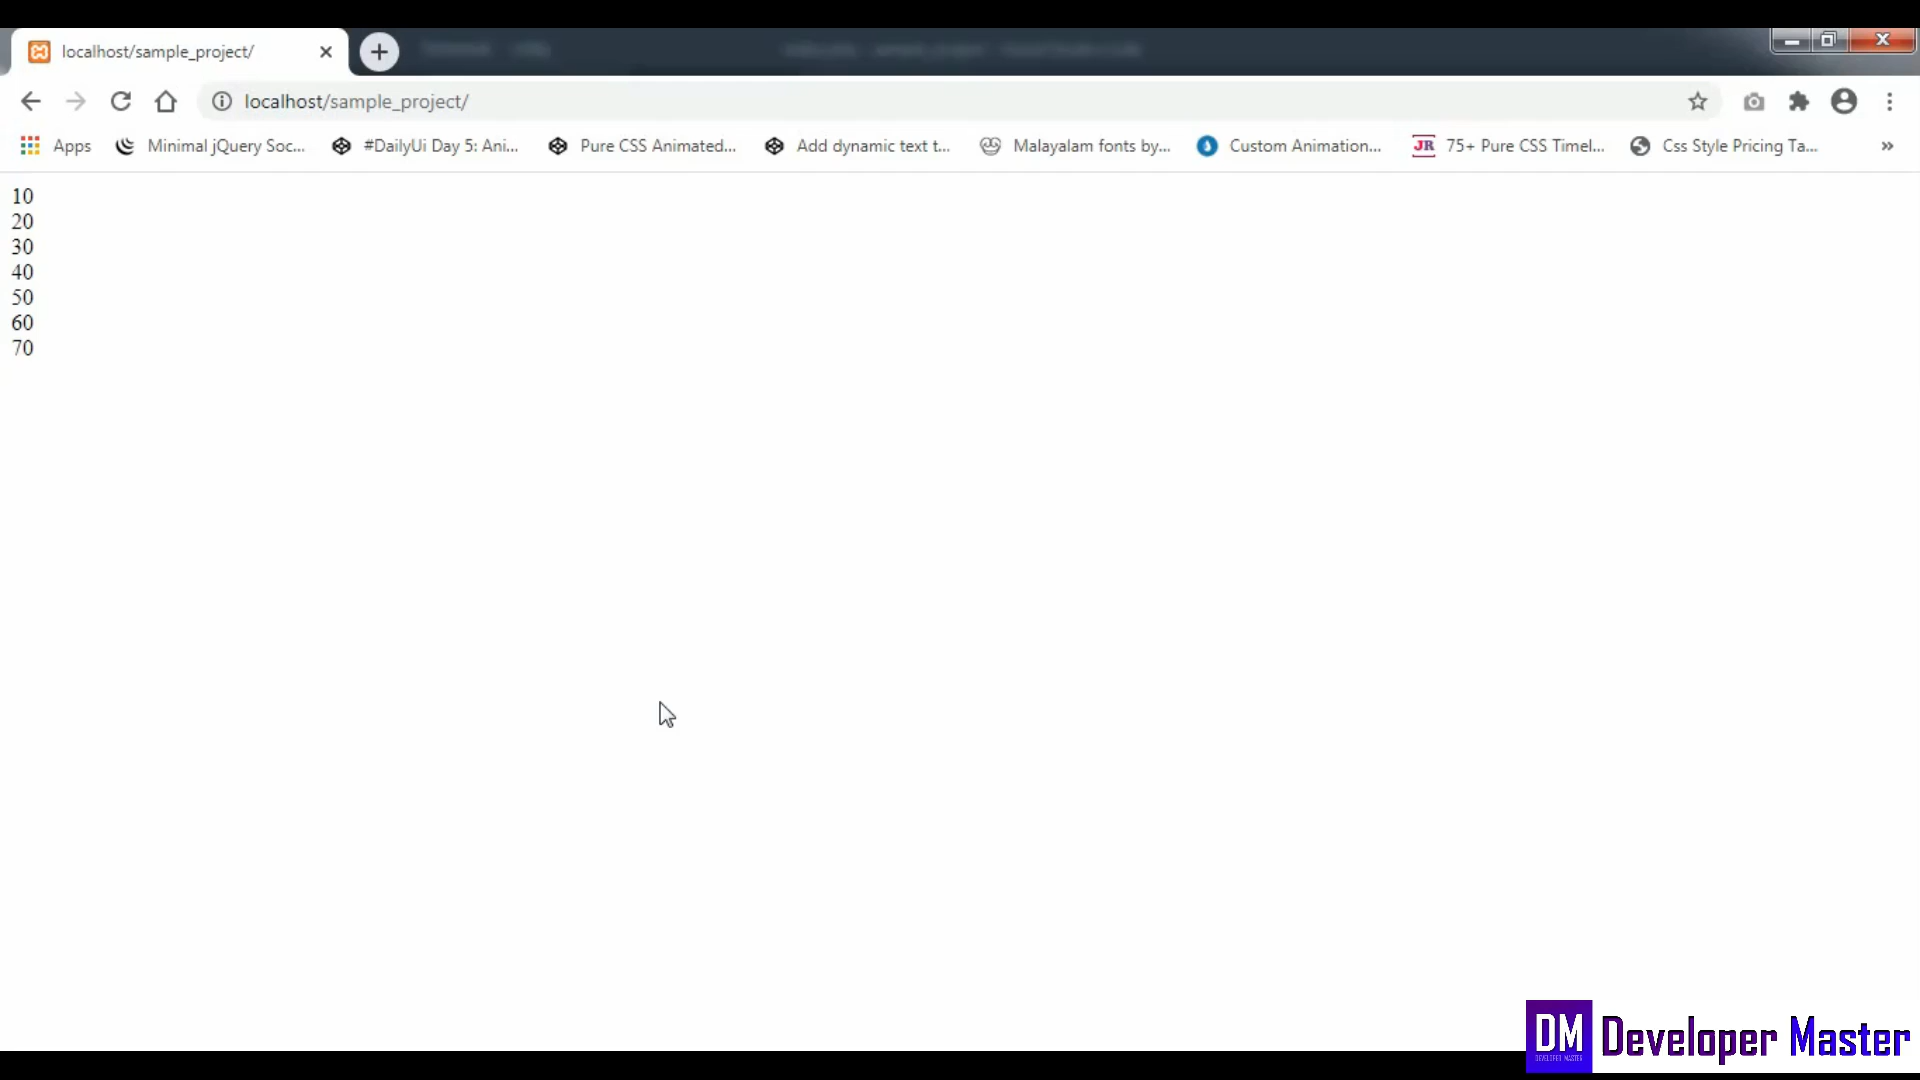 localhost/sample_project/
localhost/sample_project/
Apps Minimal jQuery Soc... #DailyUi Day 5: Ani... Pure CSS Animated... Add dynamic text t... Malayalam fonts by... Custom Animation... JR 75+ Pure CSS Timel... Css Style Pricing Ta... »
10
20
30
40
50
60
70
DM Developer Master
DEVELOPER MASTER